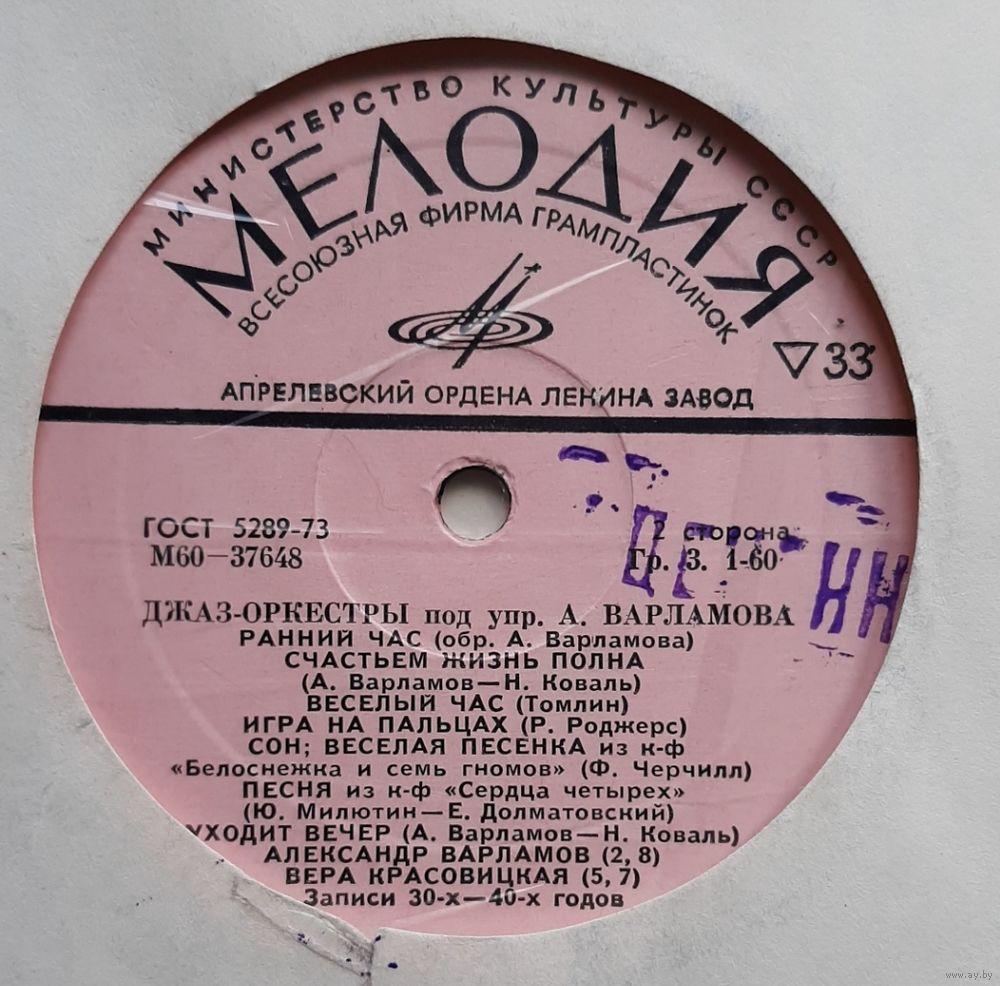 МИНИСТЕРСТВО КУЛЬТУРЫ СССР
МЕЛОДИЯ
ВСЕСОЮЗНАЯ ФИРМА ГРАМПЛАСТИНОК
▽33
АПРЕЛЕВСКИЙ ОРДЕНА ЛЕНИНА ЗАВОД
ГОСТ 5289-73
2 сторона
М60—37648
Гр. 3. 1-60
ДЖАЗ-ОРКЕСТРЫ под упр. А. ВАРЛАМОВА
РАННИЙ ЧАС (обр. А. Варламова)
СЧАСТЬЕМ ЖИЗНЬ ПОЛНА
(А. Варламов—Н. Коваль)
ВЕСЕЛЫЙ ЧАС (Томлин)
ИГРА НА ПАЛЬЦАХ (Р. Роджерс)
СОН; ВЕСЕЛАЯ ПЕСЕНКА из к-ф
«Белоснежка и семь гномов» (Ф. Черчилл)
ПЕСНЯ из к-ф «Сердца четырех»
(Ю. Милютин—Е. Долматовский)
УХОДИТ ВЕЧЕР (А. Варламов—Н. Коваль)
АЛЕКСАНДР ВАРЛАМОВ (2, 8)
ВЕРА КРАСОВИЦКАЯ (5, 7)
Записи 30-х—40-х годов
www.ay.by